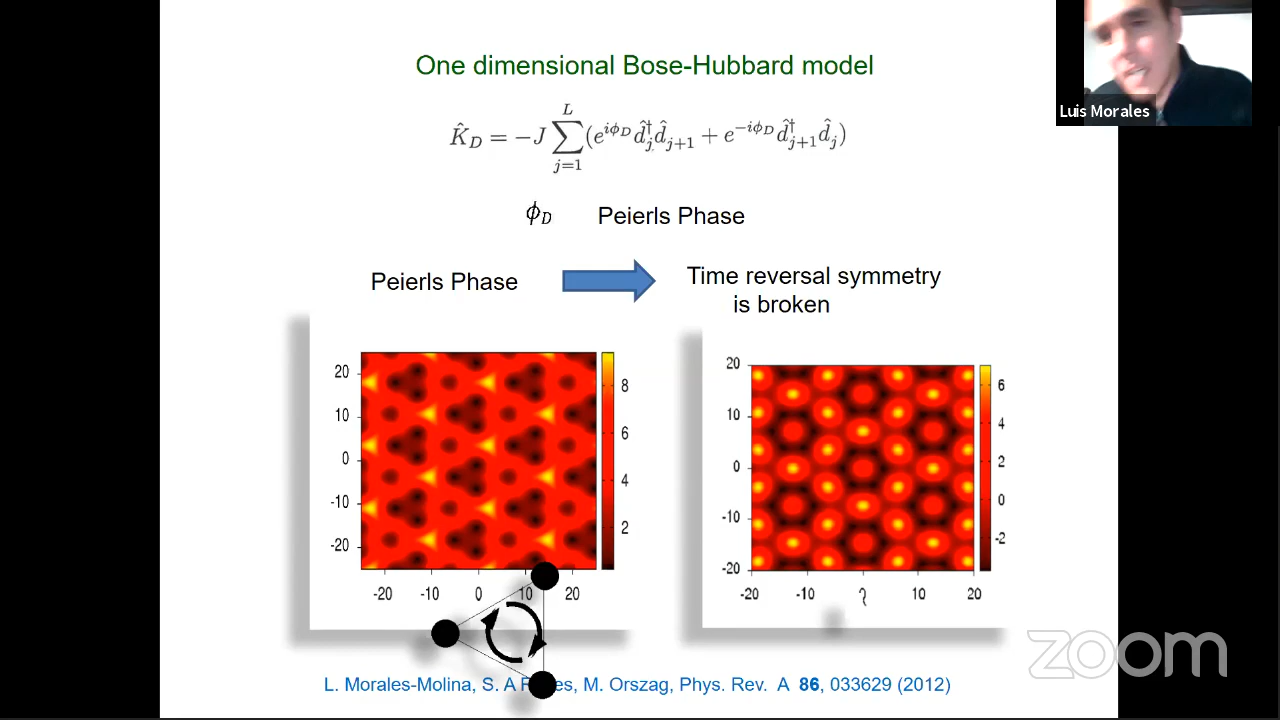 One dimensional Bose-Hubbard model
Luis Morales
K̂_D = −J ∑_{j=1}^{L} (e^{iϕ_D} d̂_j^† d̂_{j+1} + e^{−iϕ_D} d̂_{j+1}^† d̂_j)
ϕ_D Peierls Phase
Peierls Phase
Time reversal symmetry
is broken
20
10
0
-10
-20
-20 -10 0 10 20
8
6
4
2
20
10
0
-10
-20
-20 -10 10 20
6
4
2
0
-2
zoom
L. Morales-Molina, S. A M. Orszag, Phys. Rev. A 86, 033629 (2012)